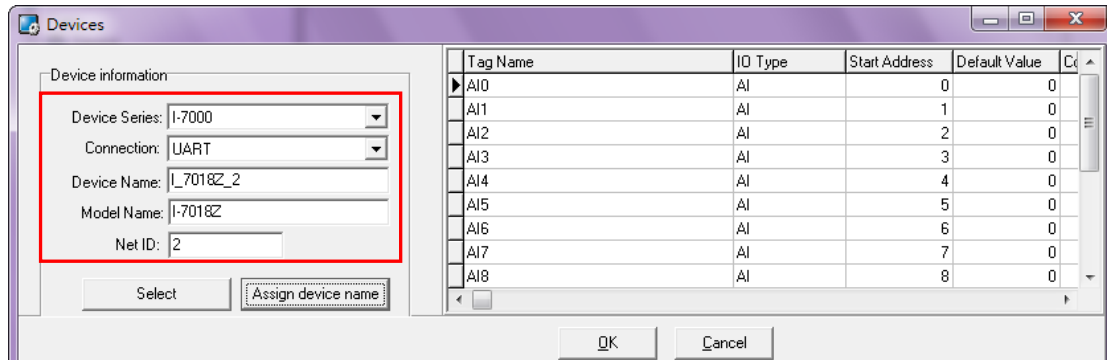 Devices
Device information
Device Series: I-7000
Connection: UART
Device Name: I_7018Z_2
Model Name: I-7018Z
Net ID: 2
Select Assign device name
Tag Name IO Type Start Address Default Value
AI0 AI 0 0
AI1 AI 1 0
AI2 AI 2 0
AI3 AI 3 0
AI4 AI 4 0
AI5 AI 5 0
AI6 AI 6 0
AI7 AI 7 0
AI8 AI 8 0
OK Cancel